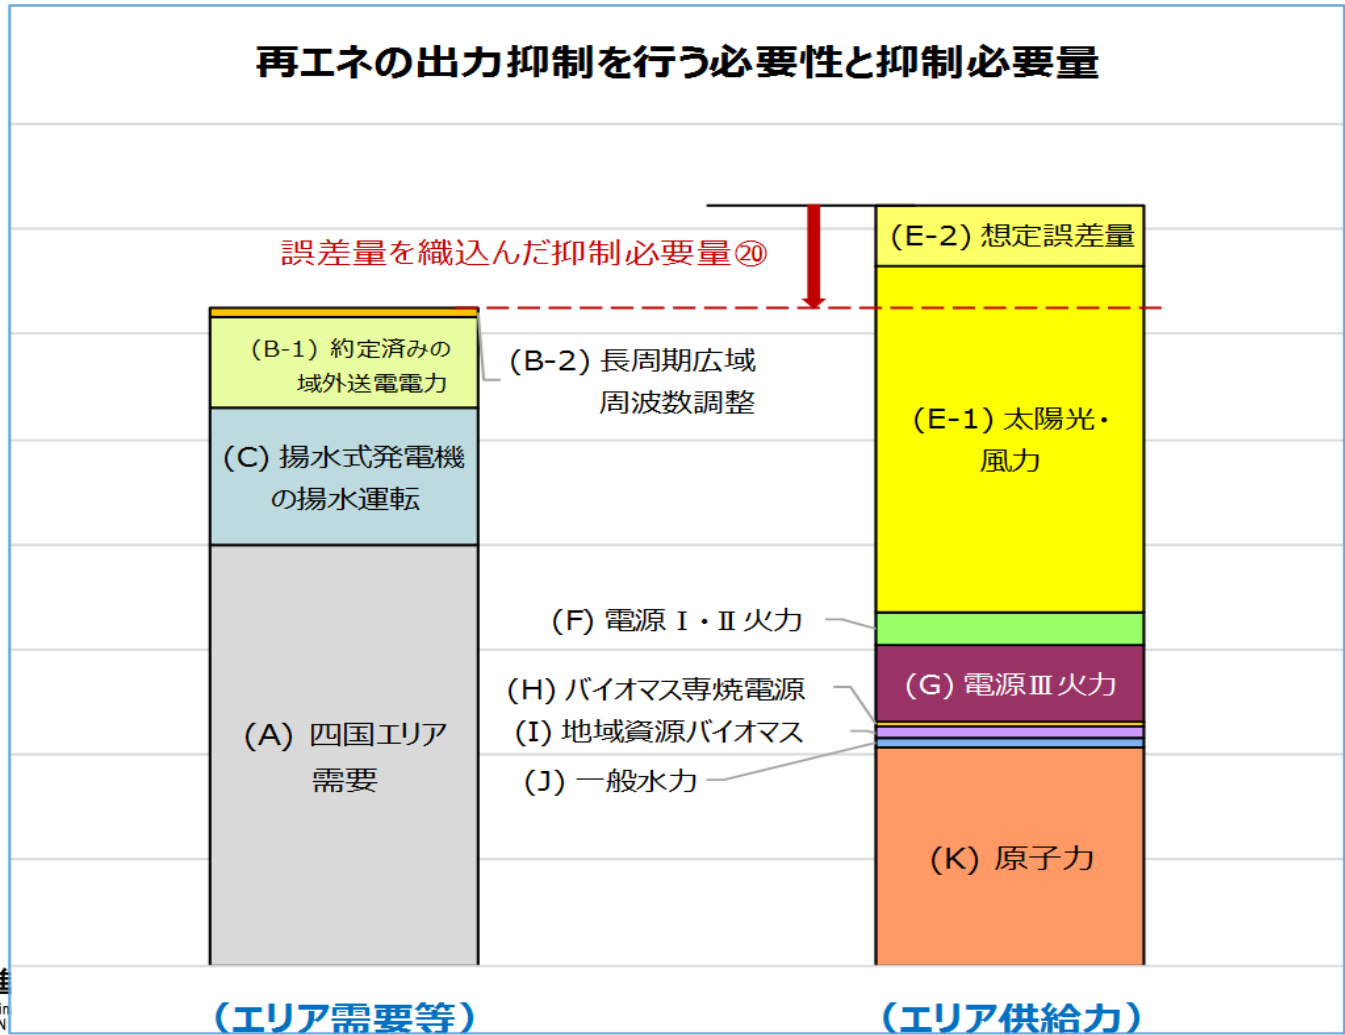 再エネの出力抑制を行う必要性と抑制必要量
(E-2) 想定誤差量
誤差量を織込んだ抑制必要量⑳
(B-1) 約定済みの
域外送電電力
(B-2) 長周期広域
周波数調整
(E-1) 太陽光・
風力
(C) 揚水式発電機
の揚水運転
(F) 電源 Ⅰ・Ⅱ 火力
(G) 電源Ⅲ火力
(H) バイオマス専焼電源
(I) 地域資源バイオマス
(A) 四国エリア
需要
(J) 一般水力
(K) 原子力
(エリア需要等)
(エリア供給力)